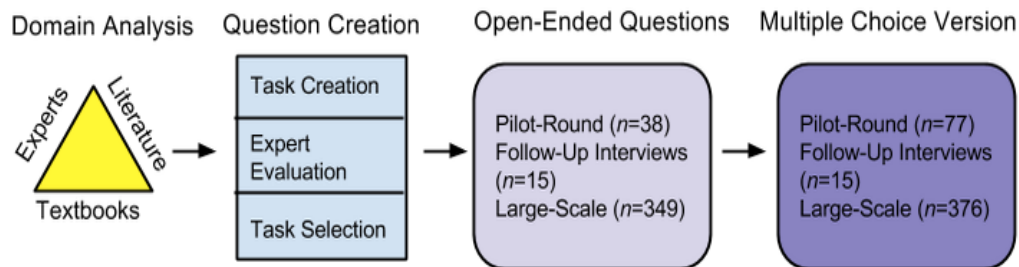 Domain Analysis
Question Creation
Open-Ended Questions
Multiple Choice Version
Experts
Literature
Textbooks
Task Creation
Expert
Evaluation
Task Selection
Pilot-Round (n=38)
Follow-Up Interviews
(n=15)
Large-Scale (n=349)
Pilot-Round (n=77)
Follow-Up Interviews
(n=15)
Large-Scale (n=376)